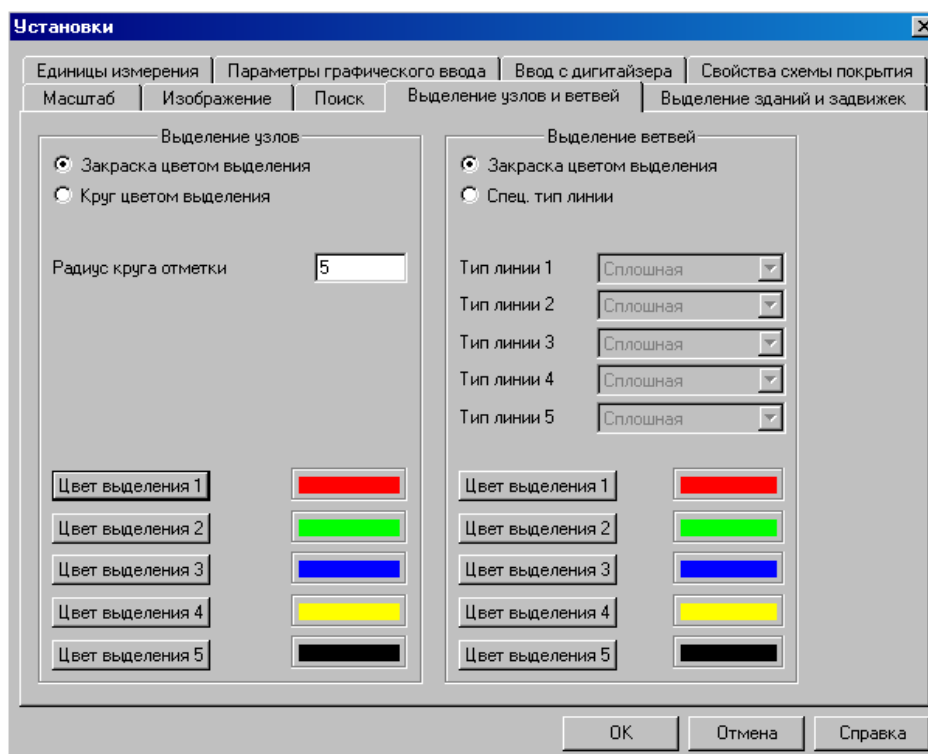 Установки
Единицы измерения
Параметры графического ввода
Ввод с дигитайзера
Свойства схемы покрытия
Масштаб
Изображение
Поиск
Выделение узлов и ветвей
Выделение зданий и задвижек
Выделение узлов
Закраска цветом выделения
Круг цветом выделения
Радиус круга отметки
5
Цвет выделения 1
Цвет выделения 2
Цвет выделения 3
Цвет выделения 4
Цвет выделения 5
Выделение ветвей
Закраска цветом выделения
Спец. тип линии
Тип линии 1 Сплошная
Тип линии 2 Сплошная
Тип линии 3 Сплошная
Тип линии 4 Сплошная
Тип линии 5 Сплошная
Цвет выделения 1
Цвет выделения 2
Цвет выделения 3
Цвет выделения 4
Цвет выделения 5
OK
Отмена
Справка